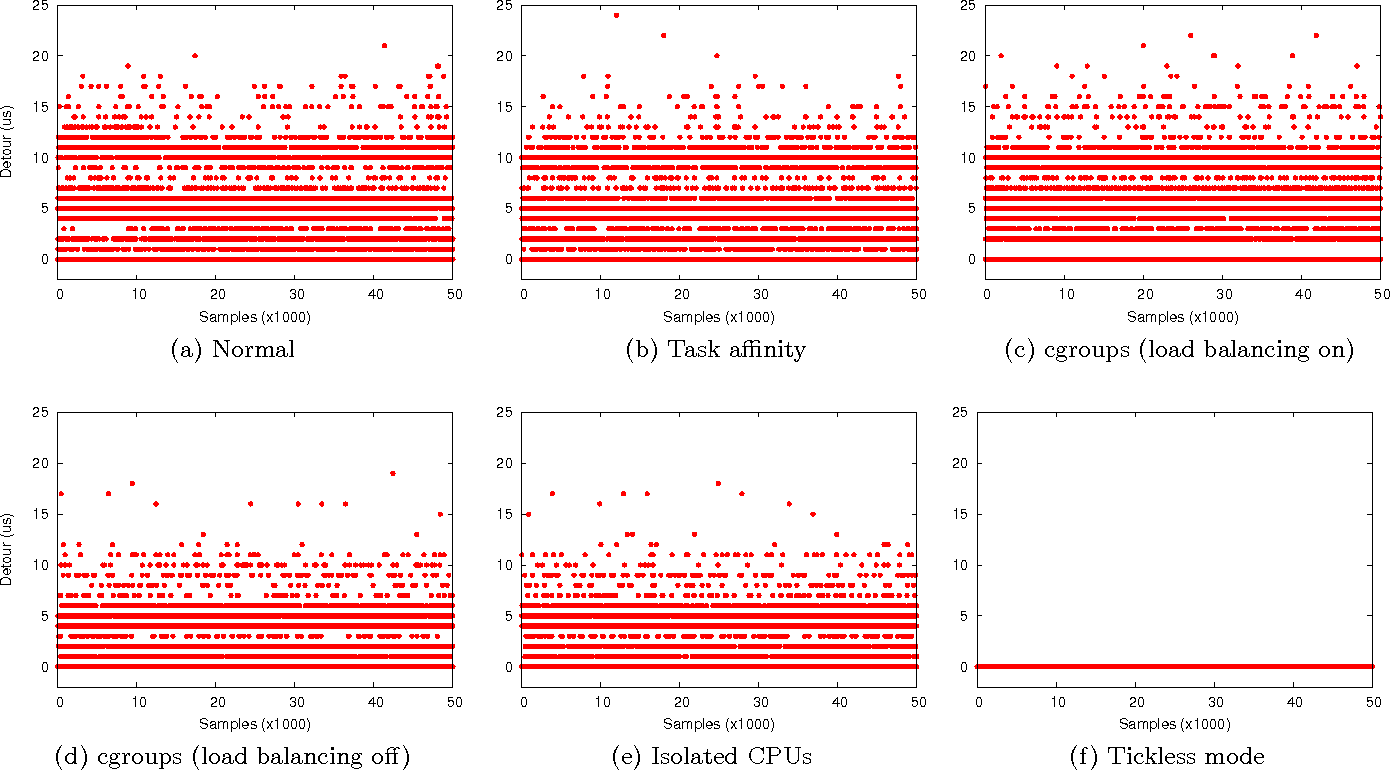 25
20
15
10
5
0
Detour (us)
0 10 20 30 40 50
Samples (x1000)
(a) Normal
25
20
15
10
5
0
0 10 20 30 40 50
Samples (x1000)
(b) Task affinity
25
20
15
10
5
0
0 10 20 30 40 50
Samples (x1000)
(c) cgroups (load balancing on)
25
20
15
10
5
0
Detour (us)
0 10 20 30 40 50
Samples (x1000)
(d) cgroups (load balancing off)
25
20
15
10
5
0
0 10 20 30 40 50
Samples (x1000)
(e) Isolated CPUs
25
20
15
10
5
0
0 10 20 30 40 50
Samples (x1000)
(f) Tickless mode